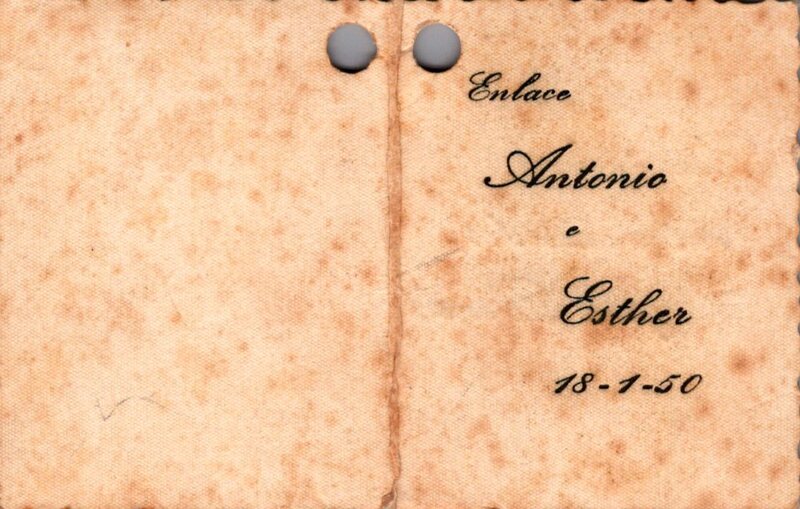 Enlace
Antonio
e
Esther
18-1-50